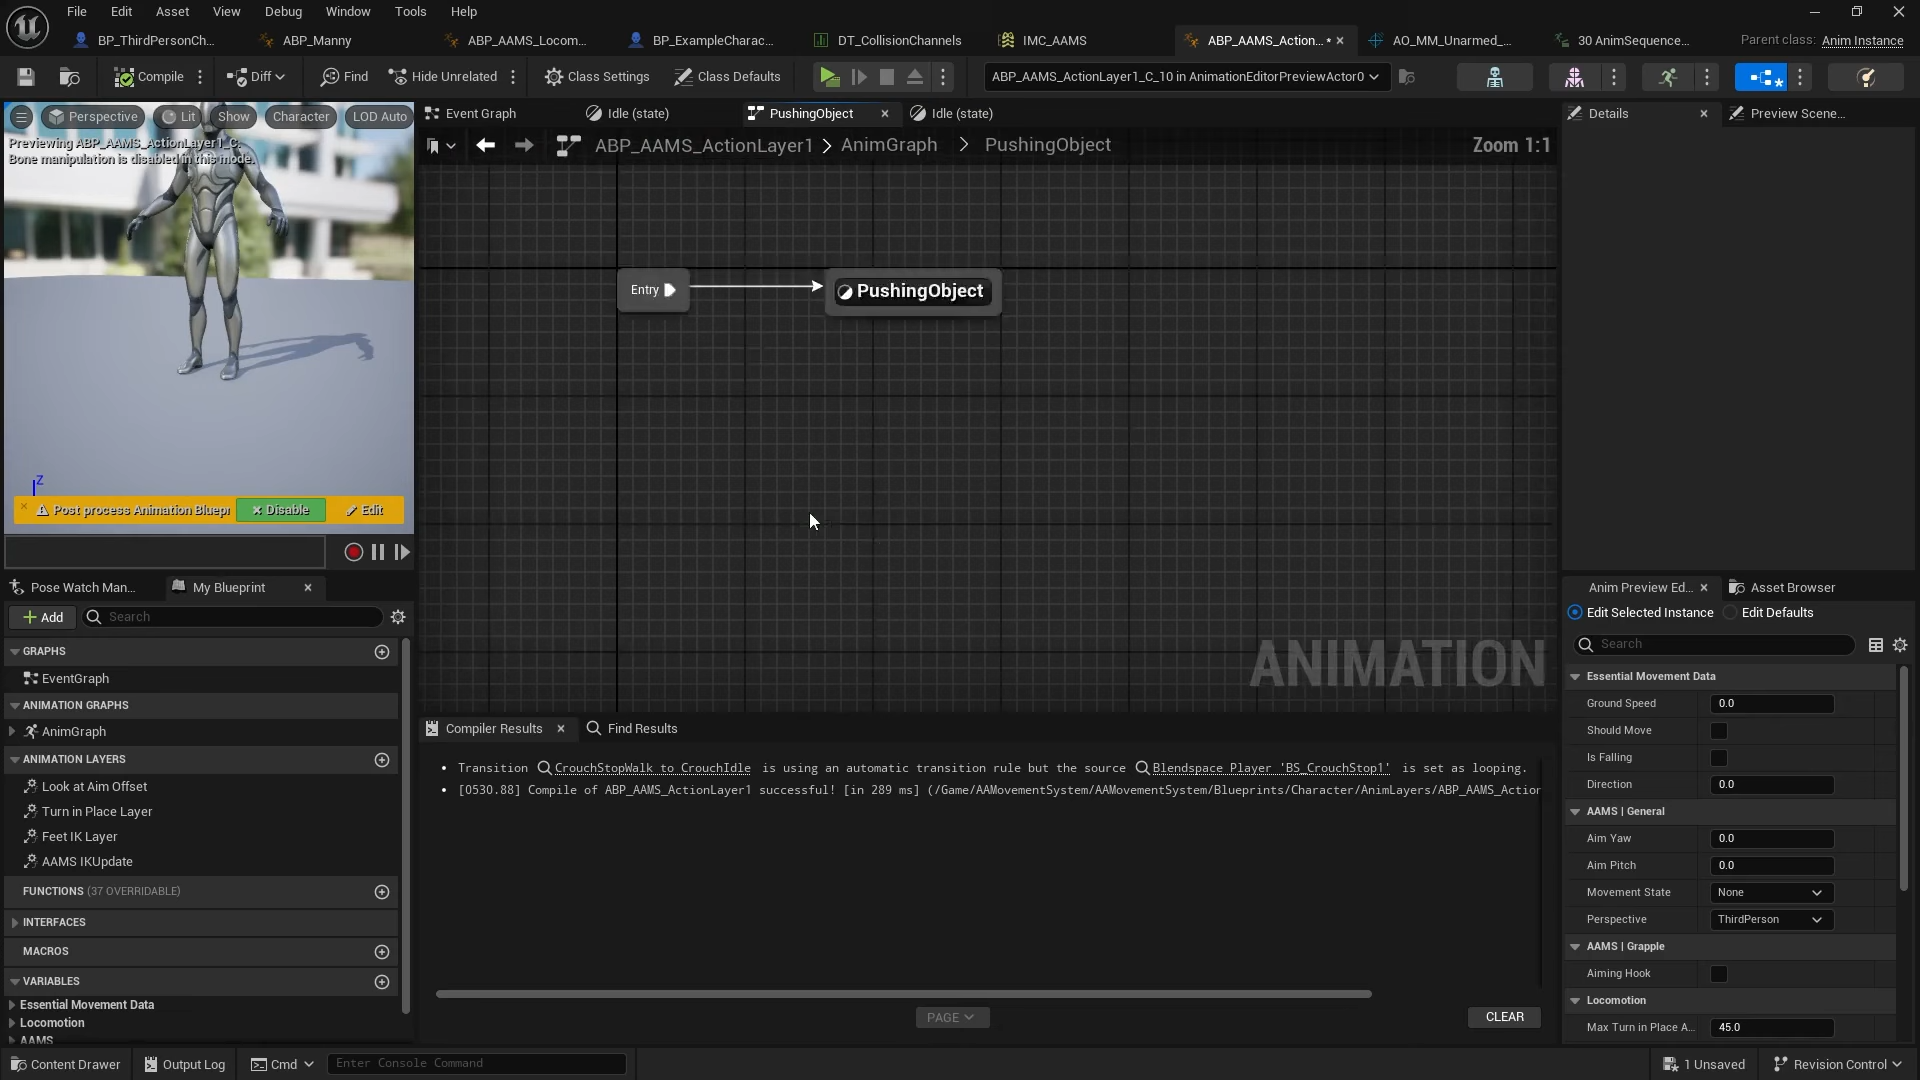 File Edit Asset View Debug Window Tools Help
BP_ThirdPersonCh... ABP_Manny ABP_AAMS_Locom... BP_ExampleCharac... DT_CollisionChannels IMC_AAMS ABP_AAMS_Action... • AO_MM_Unarmed_... 30 AnimSequence... Parent class: Anim Instance
Compile Diff Find Hide Unrelated Class Settings Class Defaults ABP_AAMS_ActionLayer1_C_10 in AnimationEditorPreviewActor0
Perspective Lit Show Character LOD Auto
Previewing ABP_AAMS_ActionLayer1_C.
Bone manipulation is disabled in this mode.
Z
Post process Animation Bluepr Disable Edit
Event Graph Idle (state) PushingObject Idle (state)
ABP_AAMS_ActionLayer1 > AnimGraph > PushingObject Zoom 1:1
Entry PushingObject
ANIMATION
Details Preview Scene...
Pose Watch Man... My Blueprint
Add Search
GRAPHS
EventGraph
ANIMATION GRAPHS
AnimGraph
ANIMATION LAYERS
Look at Aim Offset
Turn in Place Layer
Feet IK Layer
AAMS IKUpdate
FUNCTIONS (37 OVERRIDABLE)
INTERFACES
MACROS
VARIABLES
Essential Movement Data
Locomotion
AAMS
Compiler Results Find Results
• Transition CrouchStopWalk to CrouchIdle is using an automatic transition rule but the source Blendspace Player 'BS_CrouchStop1' is set as looping.
• [0530.88] Compile of ABP_AAMS_ActionLayer1 successful! [in 289 ms] (/Game/AAMovementSystem/AAMovementSystem/Blueprints/Character/AnimLayers/ABP_AAMS_Action
PAGE CLEAR
Anim Preview Ed... Asset Browser
Edit Selected Instance Edit Defaults
Search
Essential Movement Data
Ground Speed 0.0
Should Move
Is Falling
Direction 0.0
AAMS | General
Aim Yaw 0.0
Aim Pitch 0.0
Movement State None
Perspective ThirdPerson
AAMS | Grapple
Aiming Hook
Locomotion
Max Turn in Place A... 45.0
Content Drawer Output Log Cmd Enter Console Command 1 Unsaved Revision Control